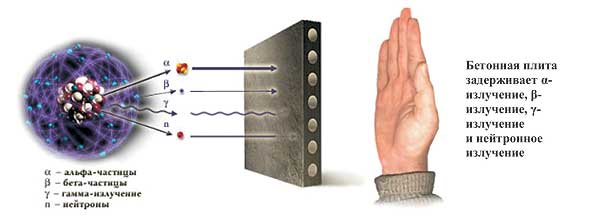 α
β
γ
n
α – альфа-частицы
β – бета-частицы
γ – гамма-излучение
n – нейтроны
Бетонная плита
задерживает α-
излучение, β-
излучение, γ-
излучение
и нейтронное
излучение